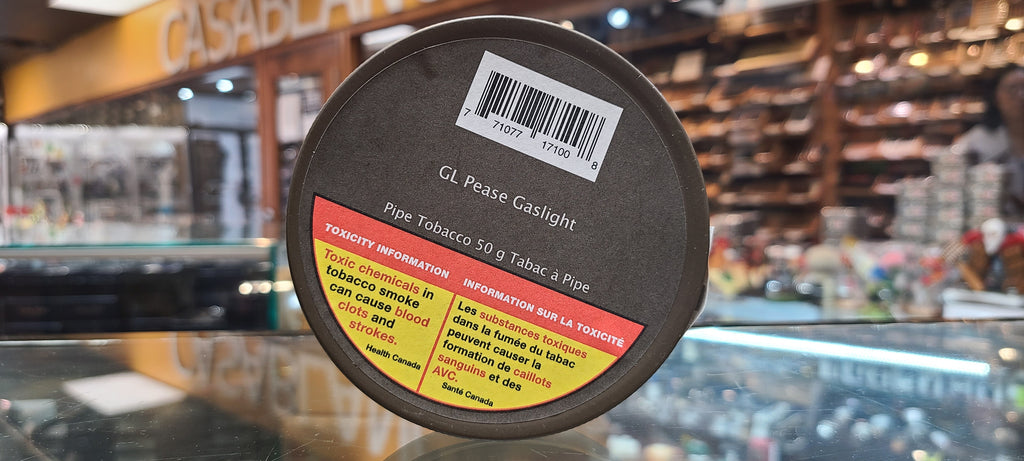 CASABLAN
7 71077 17100 8
GL Pease Gaslight
Pipe Tobacco 50 g Tabac à Pipe
TOXICITY INFORMATION
Toxic chemicals in
tobacco smoke
can cause blood
clots and
strokes.
Health Canada
INFORMATION SUR LA TOXICITÉ
Les substances toxiques
dans la fumée du tabac
peuvent causer la
formation de caillots
sanguins et des
AVC.
Santé Canada